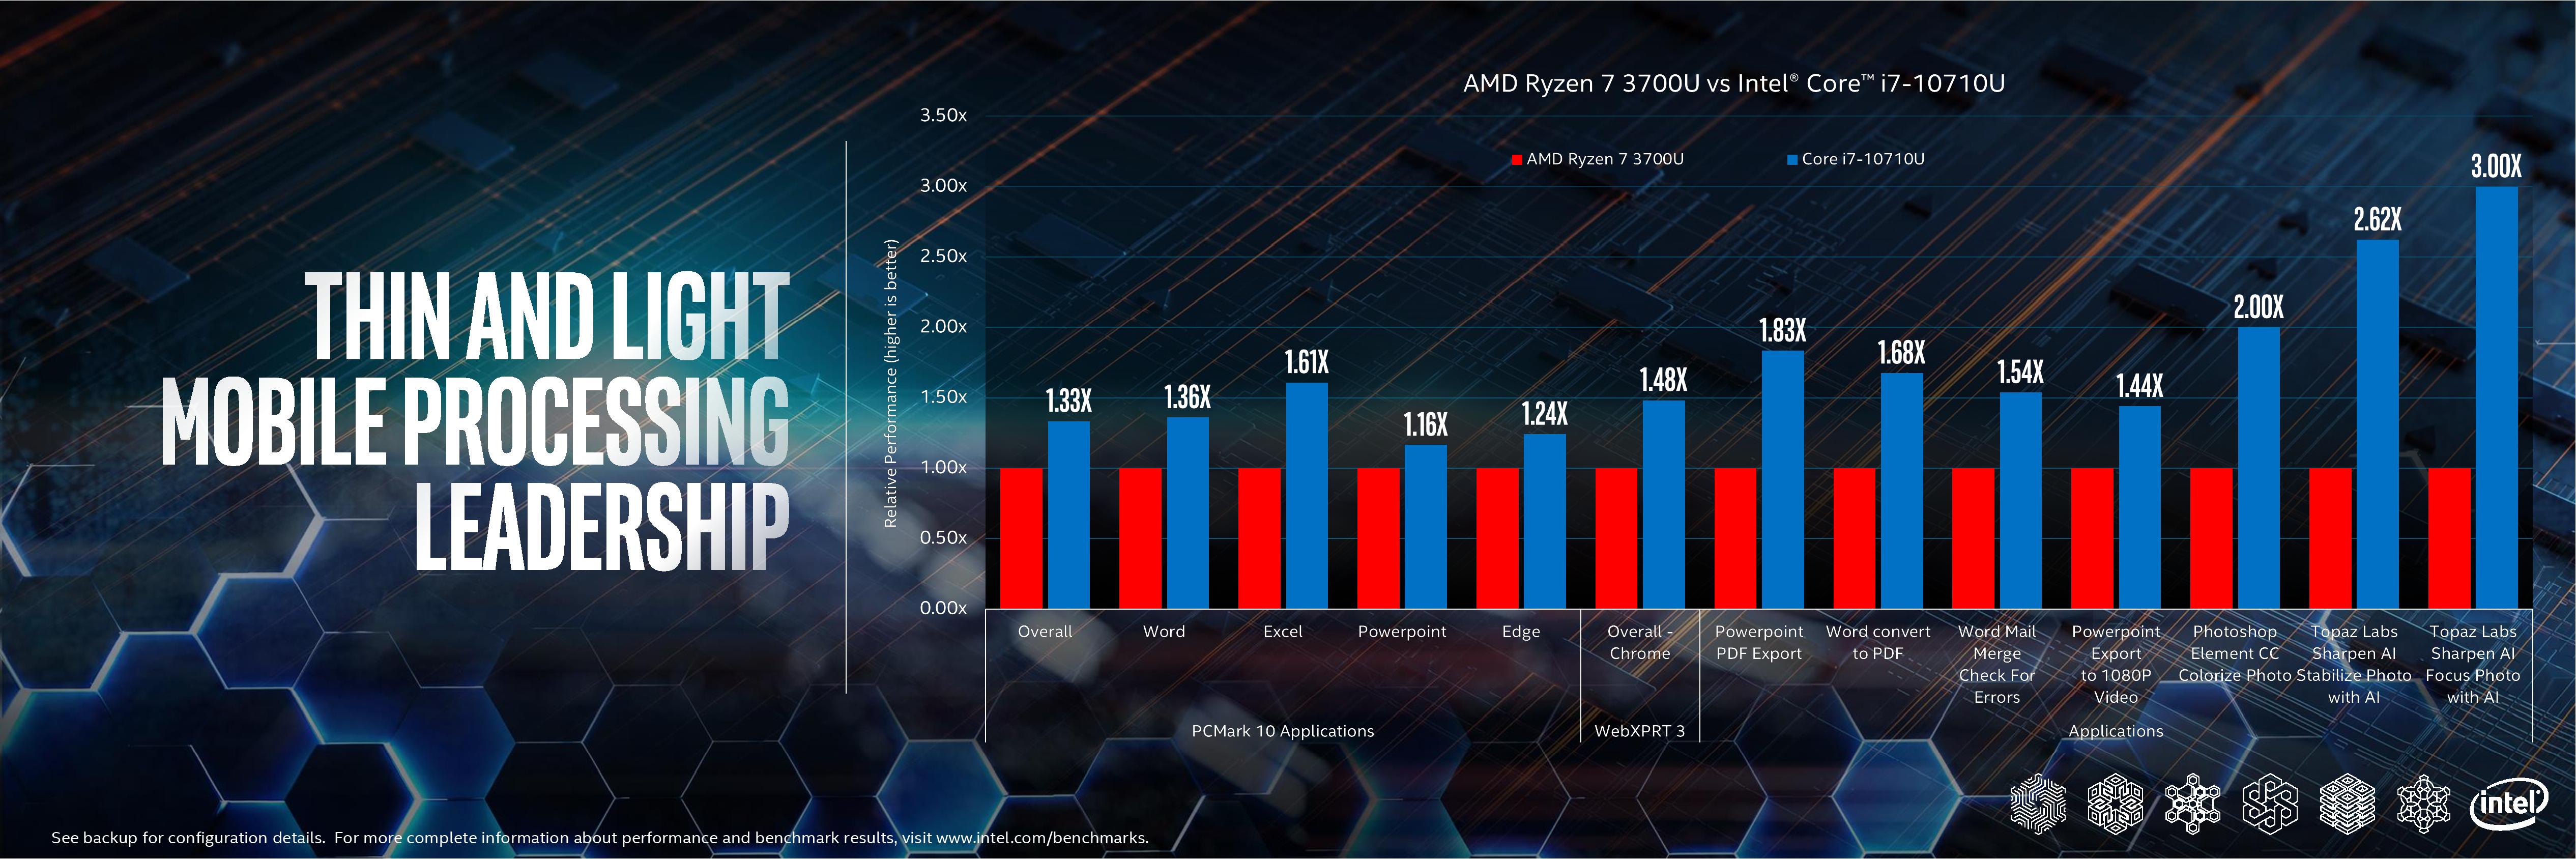 THIN AND LIGHT
MOBILE PROCESSING
LEADERSHIP
AMD Ryzen 7 3700U vs Intel® Core™ i7-10710U
AMD Ryzen 7 3700U
Core i7-10710U
Relative Performance (higher is better)
3.50x
3.00x
2.50x
2.00x
1.50x
1.00x
0.50x
0.00x
1.33X
1.36X
1.61X
1.16X
1.24X
1.48X
1.83X
1.68X
1.54X
1.44X
2.00X
2.62X
3.00X
Overall
Word
Excel
Powerpoint
Edge
Overall -
Chrome
Powerpoint
PDF Export
Word convert
to PDF
Word Mail
Merge
Check For
Errors
Powerpoint
Export
to 1080P
Video
Photoshop
Element CC
Colorize Photo
Topaz Labs
Sharpen AI
Stabilize Photo
with AI
Topaz Labs
Sharpen AI
Focus Photo
with AI
PCMark 10 Applications
WebXPRT 3
Applications
See backup for configuration details.  For more complete information about performance and benchmark results, visit www.intel.com/benchmarks.
intel®